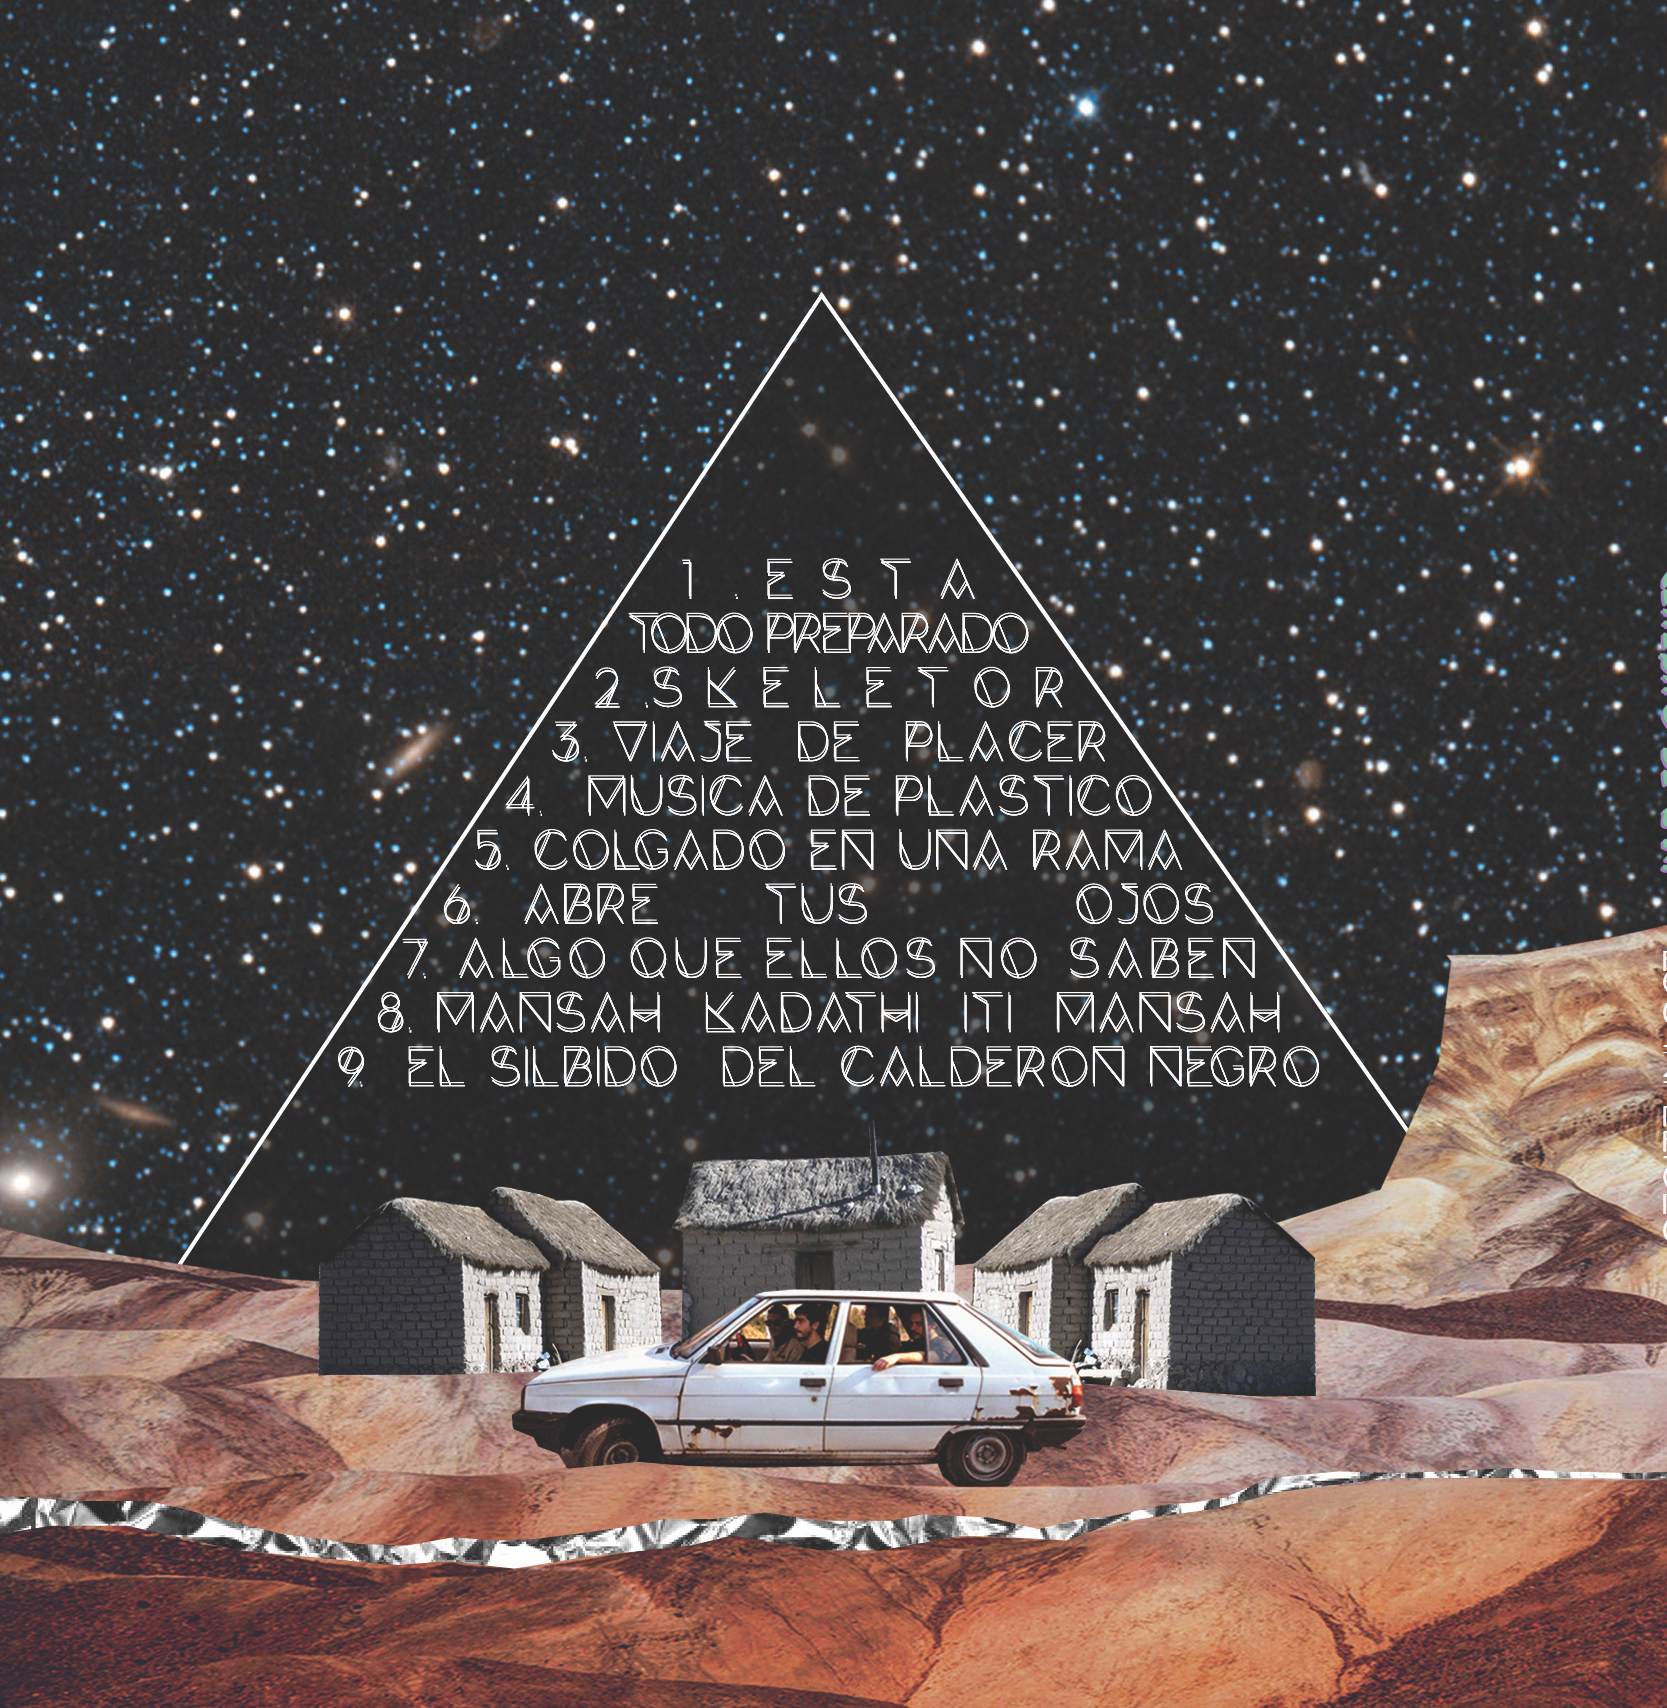 1. ESTA
TODO PREPARADO
2. SKELETOR
3. VIAJE DE PLACER
4. MUSICA DE PLASTICO
5. COLGADO EN UNA RAMA
6. ABRE TUS OJOS
7. ALGO QUE ELLOS NO SABEN
8. MANSAH KADATHI ITI MANSAH
9. EL SILBIDO DEL CALDERON NEGRO